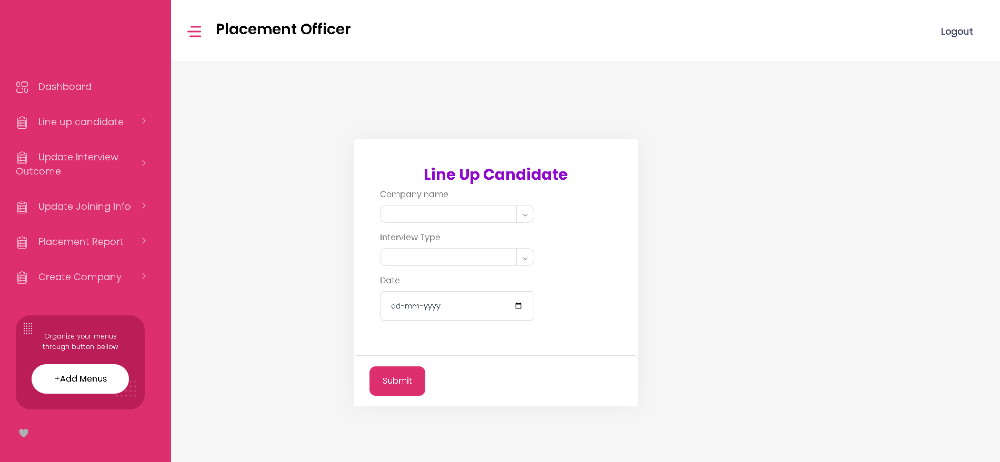 Placement Officer
Logout
Dashboard
Line up candidate
Update Interview
Outcome
Update Joining Info
Placement Report
Create Company
Organize your menus
through button bellow
+Add Menus
Line Up Candidate
Company name
Interview Type
Date
dd-mm-yyyy
Submit